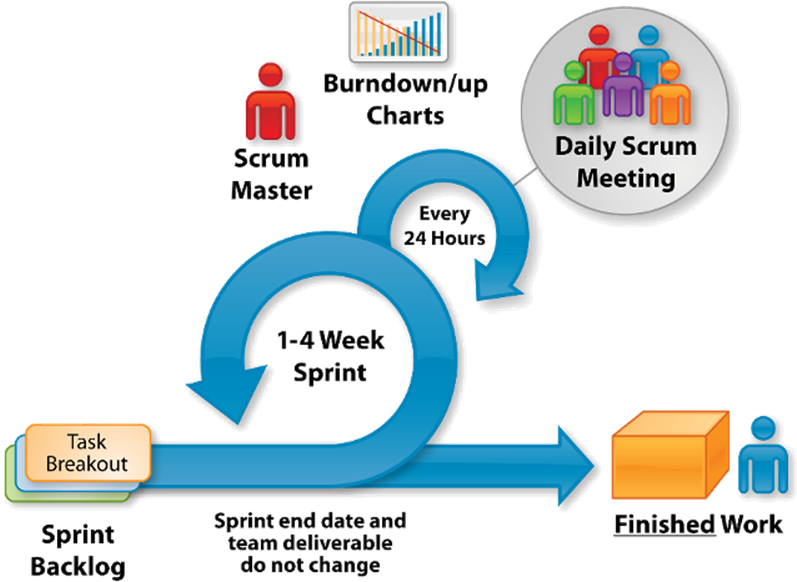 Burndown/up
Charts
Scrum
Master
Daily Scrum
Meeting
Every
24 Hours
1-4 Week
Sprint
Task
Breakout
Sprint
Backlog
Sprint end date and
team deliverable
do not change
Finished Work